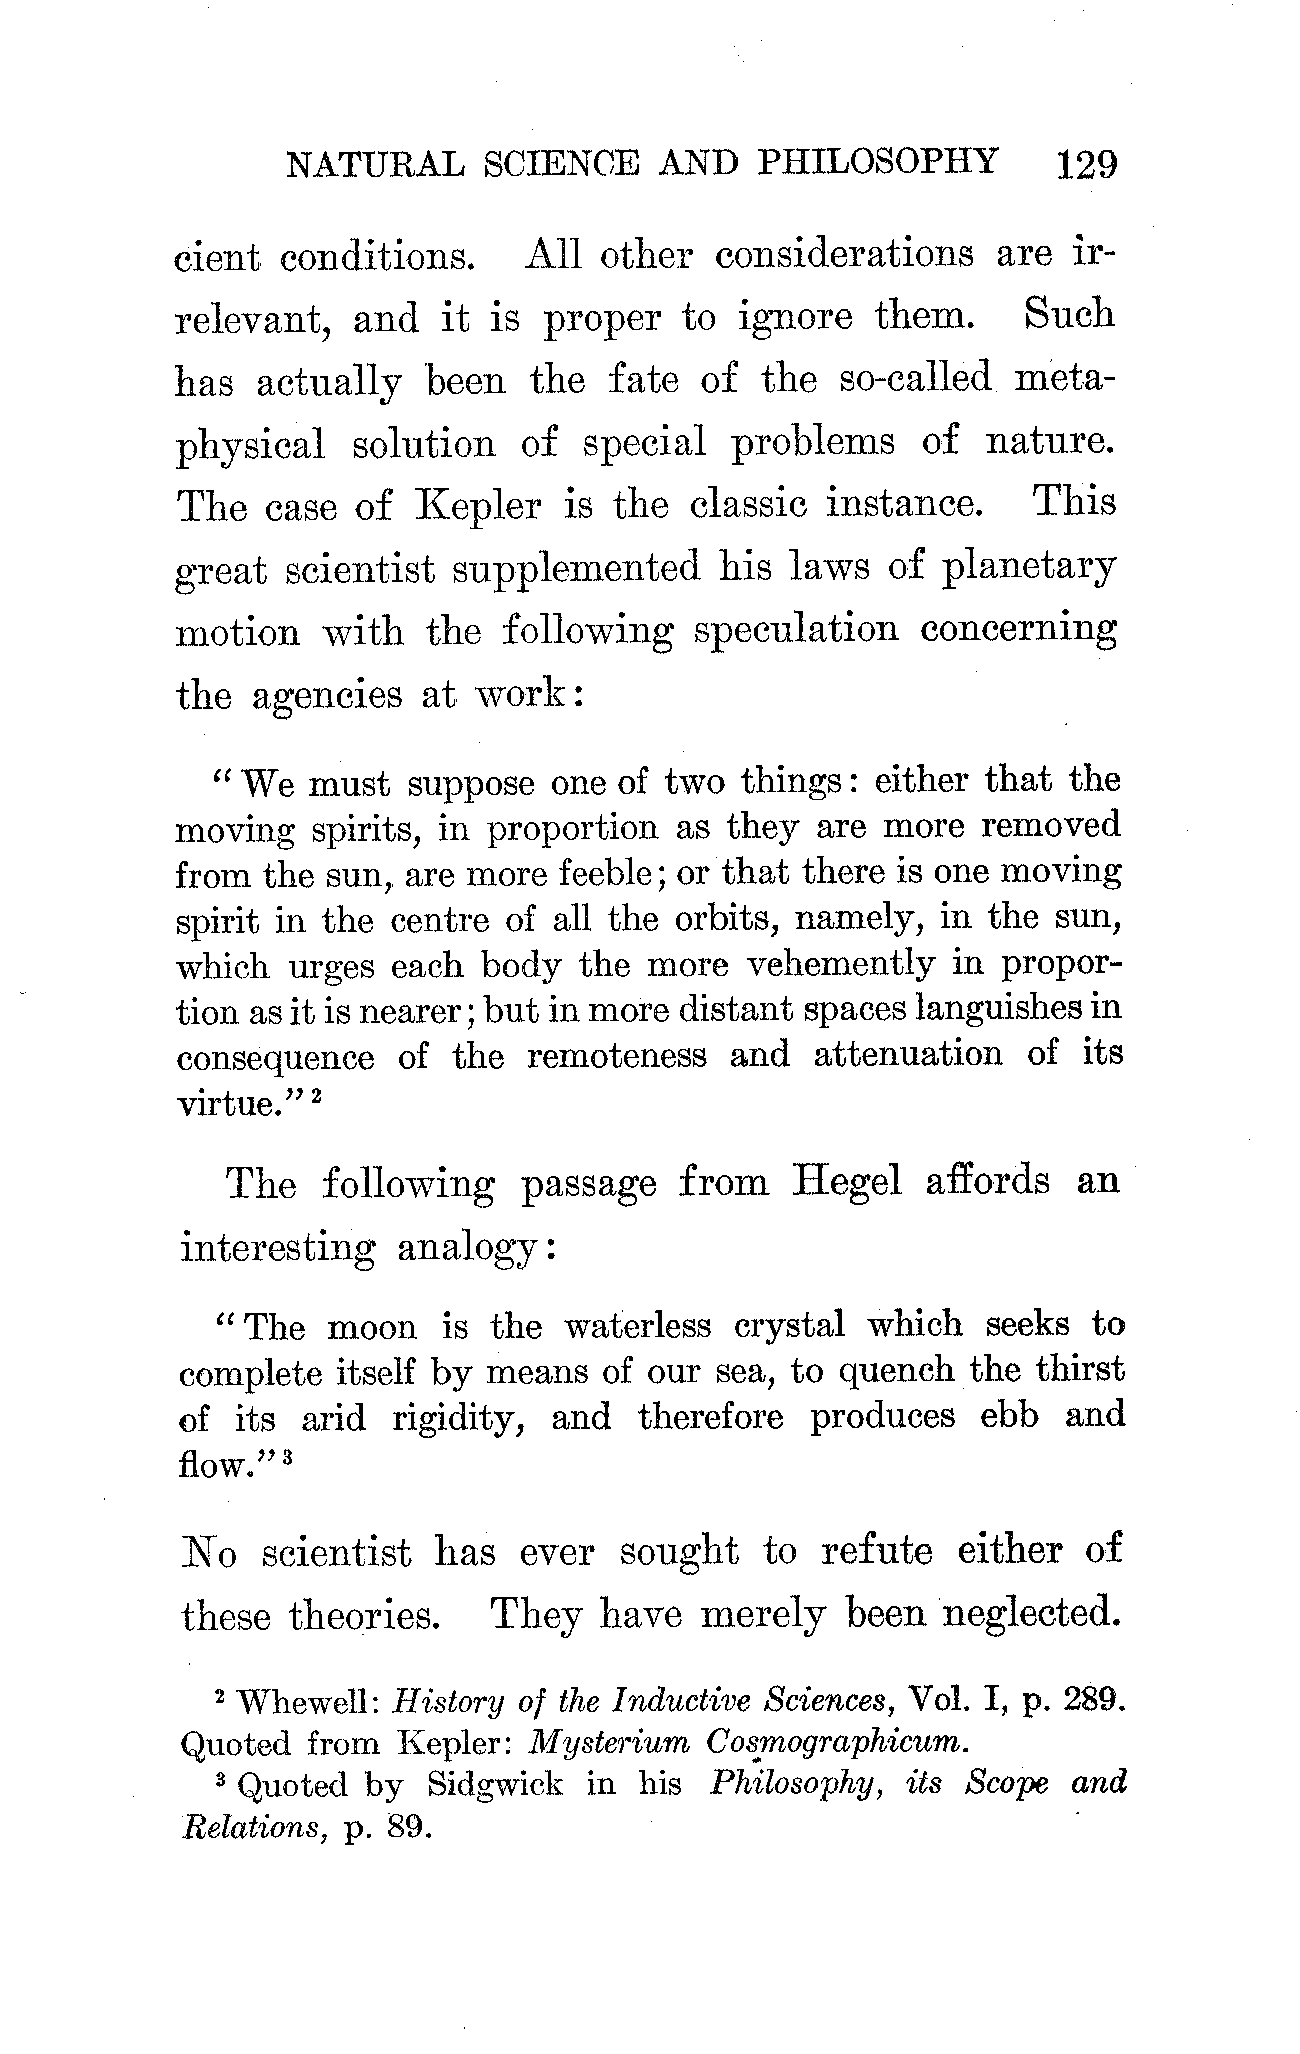 NATURAL SCIENCE AND PHILOSOPHY 129
cient conditions. All other considerations are ir-
relevant, and it is proper to ignore them. Such
has actually been the fate of the so-called meta-
physical solution of special problems of nature.
The case of Kepler is the classic instance. This
great scientist supplemented his laws of planetary
motion with the following speculation concerning
the agencies at work:
"We must suppose one of two things: either that the
moving spirits, in proportion as they are more removed
from the sun, are more feeble; or that there is one moving
spirit in the centre of all the orbits, namely, in the sun,
which urges each body the more vehemently in propor-
tion as it is nearer; but in more distant spaces languishes in
consequence of the remoteness and attenuation of its
virtue." ²
The following passage from Hegel affords an
interesting analogy:
"The moon is the waterless crystal which seeks to
complete itself by means of our sea, to quench the thirst
of its arid rigidity, and therefore produces ebb and
flow." ³
No scientist has ever sought to refute either of
these theories. They have merely been neglected.
² Whewell: History of the Inductive Sciences, Vol. I, p. 289.
Quoted from Kepler: Mysterium Cosmographicum.
³ Quoted by Sidgwick in his Philosophy, its Scope and
Relations, p. 89.